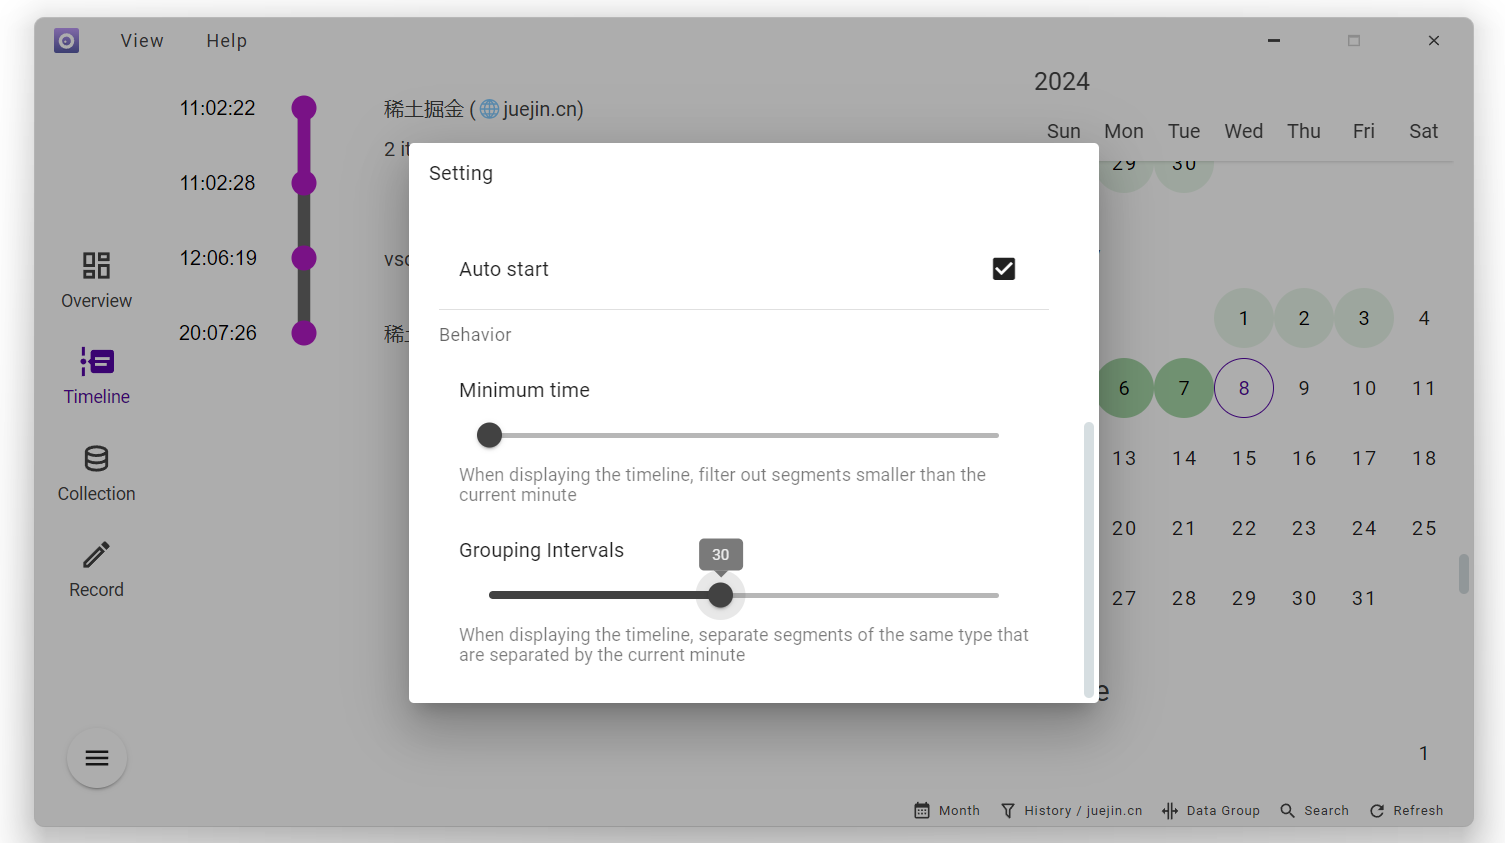 View Help
2024
Sun Mon Tue Wed Thu Fri Sat
11:02:22 稀土掘金 (juejin.cn)
2 it
11:02:28
12:06:19 vsc
20:07:26 稀土
Overview
Timeline
Collection
Record
Setting
Auto start
Behavior
Minimum time
When displaying the timeline, filter out segments smaller than the
current minute
Grouping Intervals
30
When displaying the timeline, separate segments of the same type that
are separated by the current minute
29 30
1 2 3 4
6 7 8 9 10 11
13 14 15 16 17 18
20 21 22 23 24 25
27 28 29 30 31
e
1
Month History / juejin.cn Data Group Search Refresh